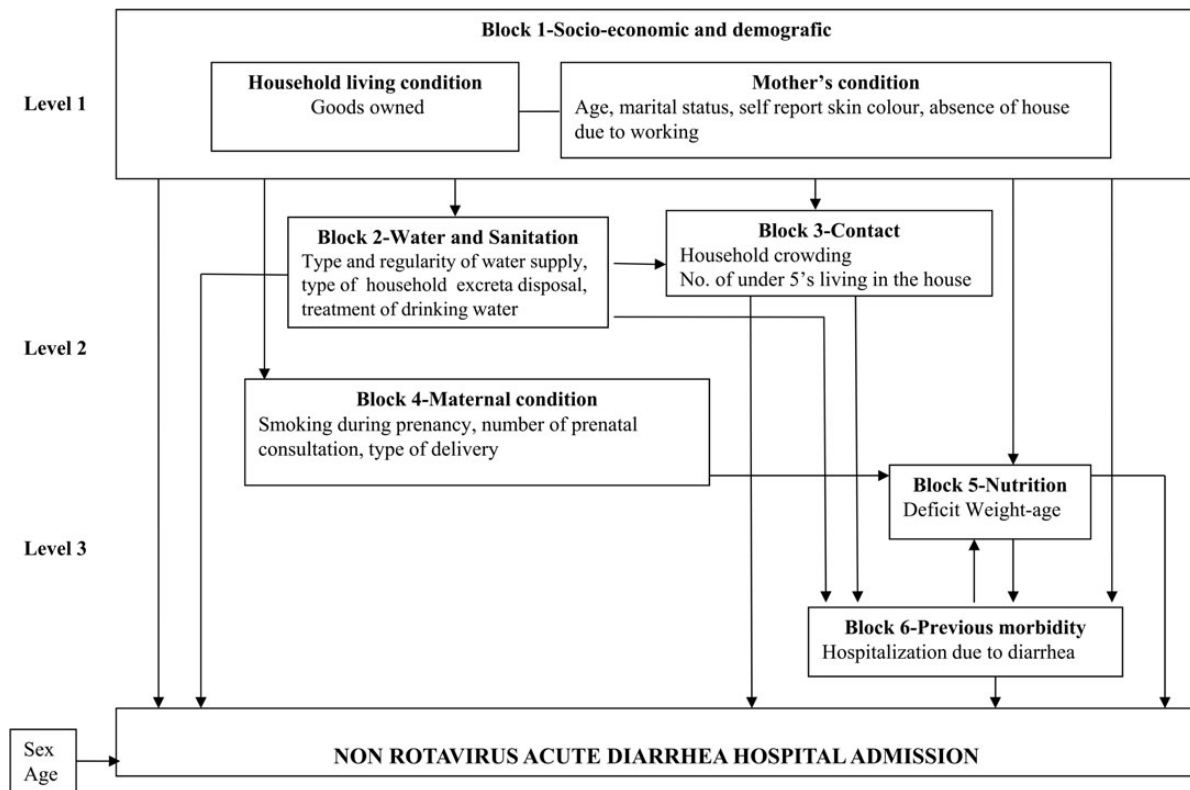 Block 1-Socio-economic and demografic
Household living condition
Goods owned
Mother's condition
Age, marital status, self report skin colour, absence of house
due to working
Level 1
Block 2-Water and Sanitation
Type and regularity of water supply,
type of household excreta disposal,
treatment of drinking water
Block 3-Contact
Household crowding
No. of under 5's living in the house
Level 2
Block 4-Maternal condition
Smoking during prenancy, number of prenatal
consultation, type of delivery
Block 5-Nutrition
Deficit Weight-age
Level 3
Block 6-Previous morbidity
Hospitalization due to diarrhea
Sex
Age
NON ROTAVIRUS ACUTE DIARRHEA HOSPITAL ADMISSION